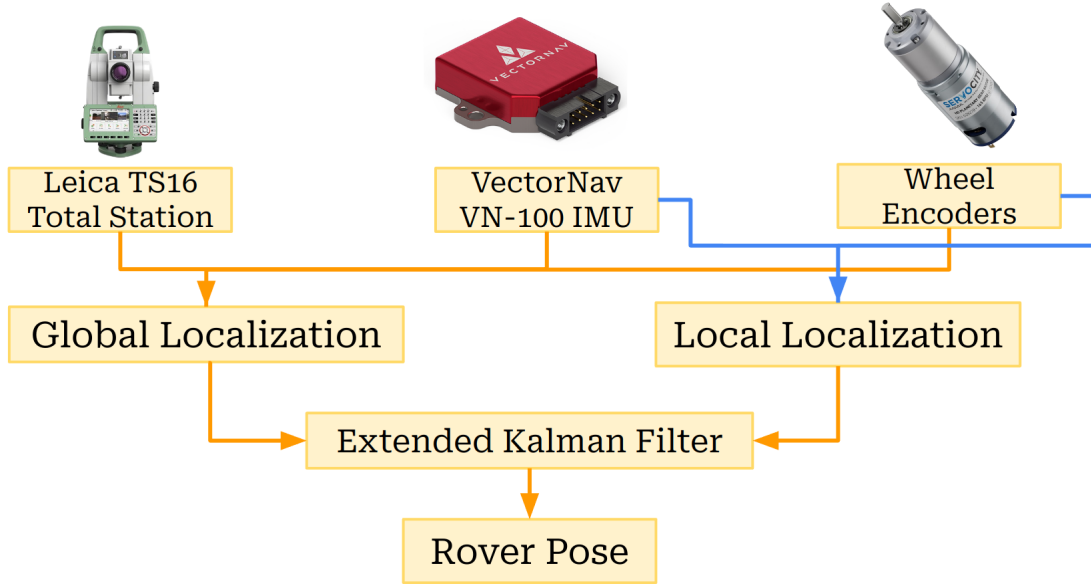 VECTORNAV
SERVOCITY
Leica TS16
Total Station
VectorNav
VN-100 IMU
Wheel
Encoders
Global Localization
Local Localization
Extended Kalman Filter
Rover Pose